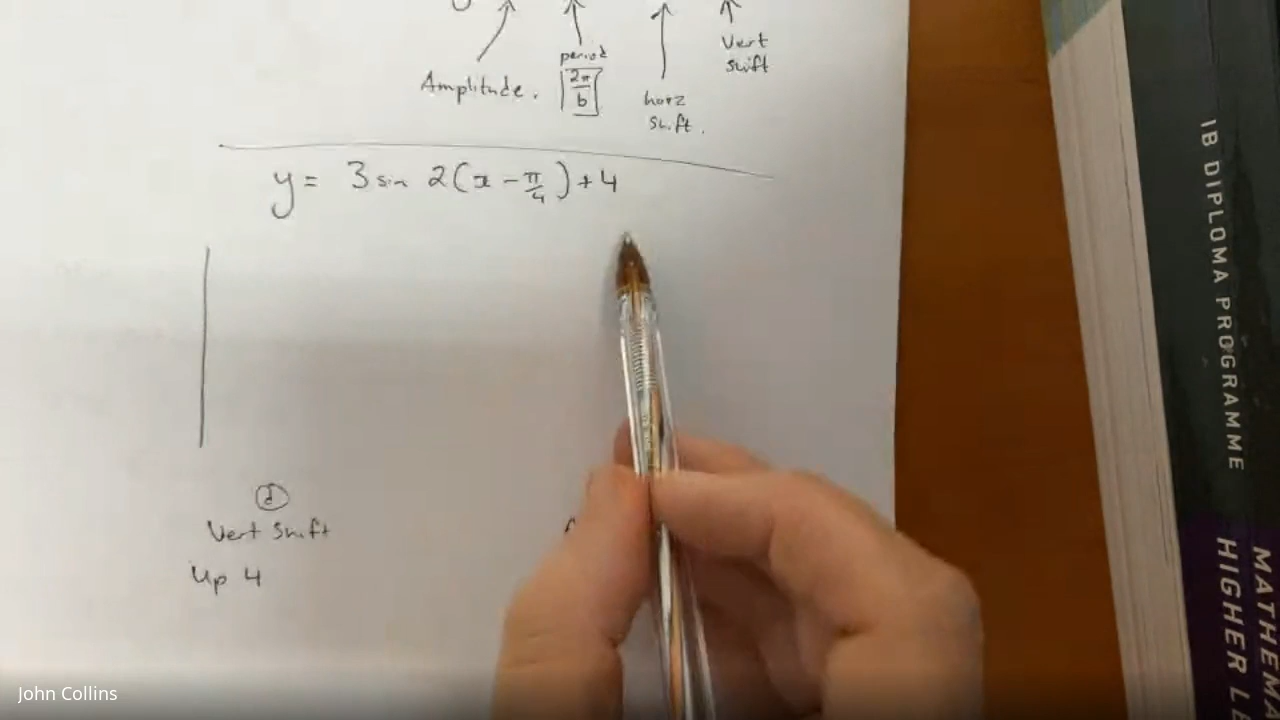 Amplitude.
period
2π
b
horz
shift.
Vert
shift
y = 3 sin 2(x - π/4) + 4
d
Vert Shift
Up 4
IB DIPLOMA PROGRAMME
HIGHER LE
MATHEMA
John Collins